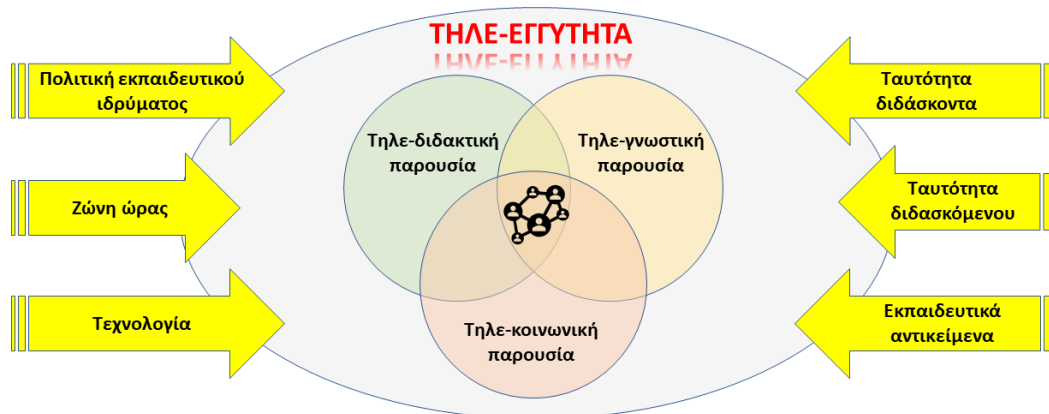 ΤΗΛΕ-ΕΓΓΥΤΗΤΑ
Πολιτική εκπαιδευτικού
ιδρύματος
Ζώνη ώρας
Τεχνολογία
Τηλε-διδακτική
παρουσία
Τηλε-γνωστική
παρουσία
Τηλε-κοινωνική
παρουσία
Ταυτότητα
διδάσκοντα
Ταυτότητα
διδασκόμενου
Εκπαιδευτικά
αντικείμενα